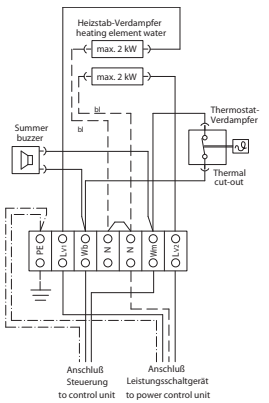 Heizstab-Verdampfer
heating element water
max. 2 kW
max. 2 kW
bl
bl
Thermostat-
Verdampfer
Summer
buzzer
Thermal
cut-out
PE
LV1
Wb
N
N
Wm
LV2
Anschluß
Steuerung
to control unit
Anschluß
Leistungsschaltgerät
to power control unit